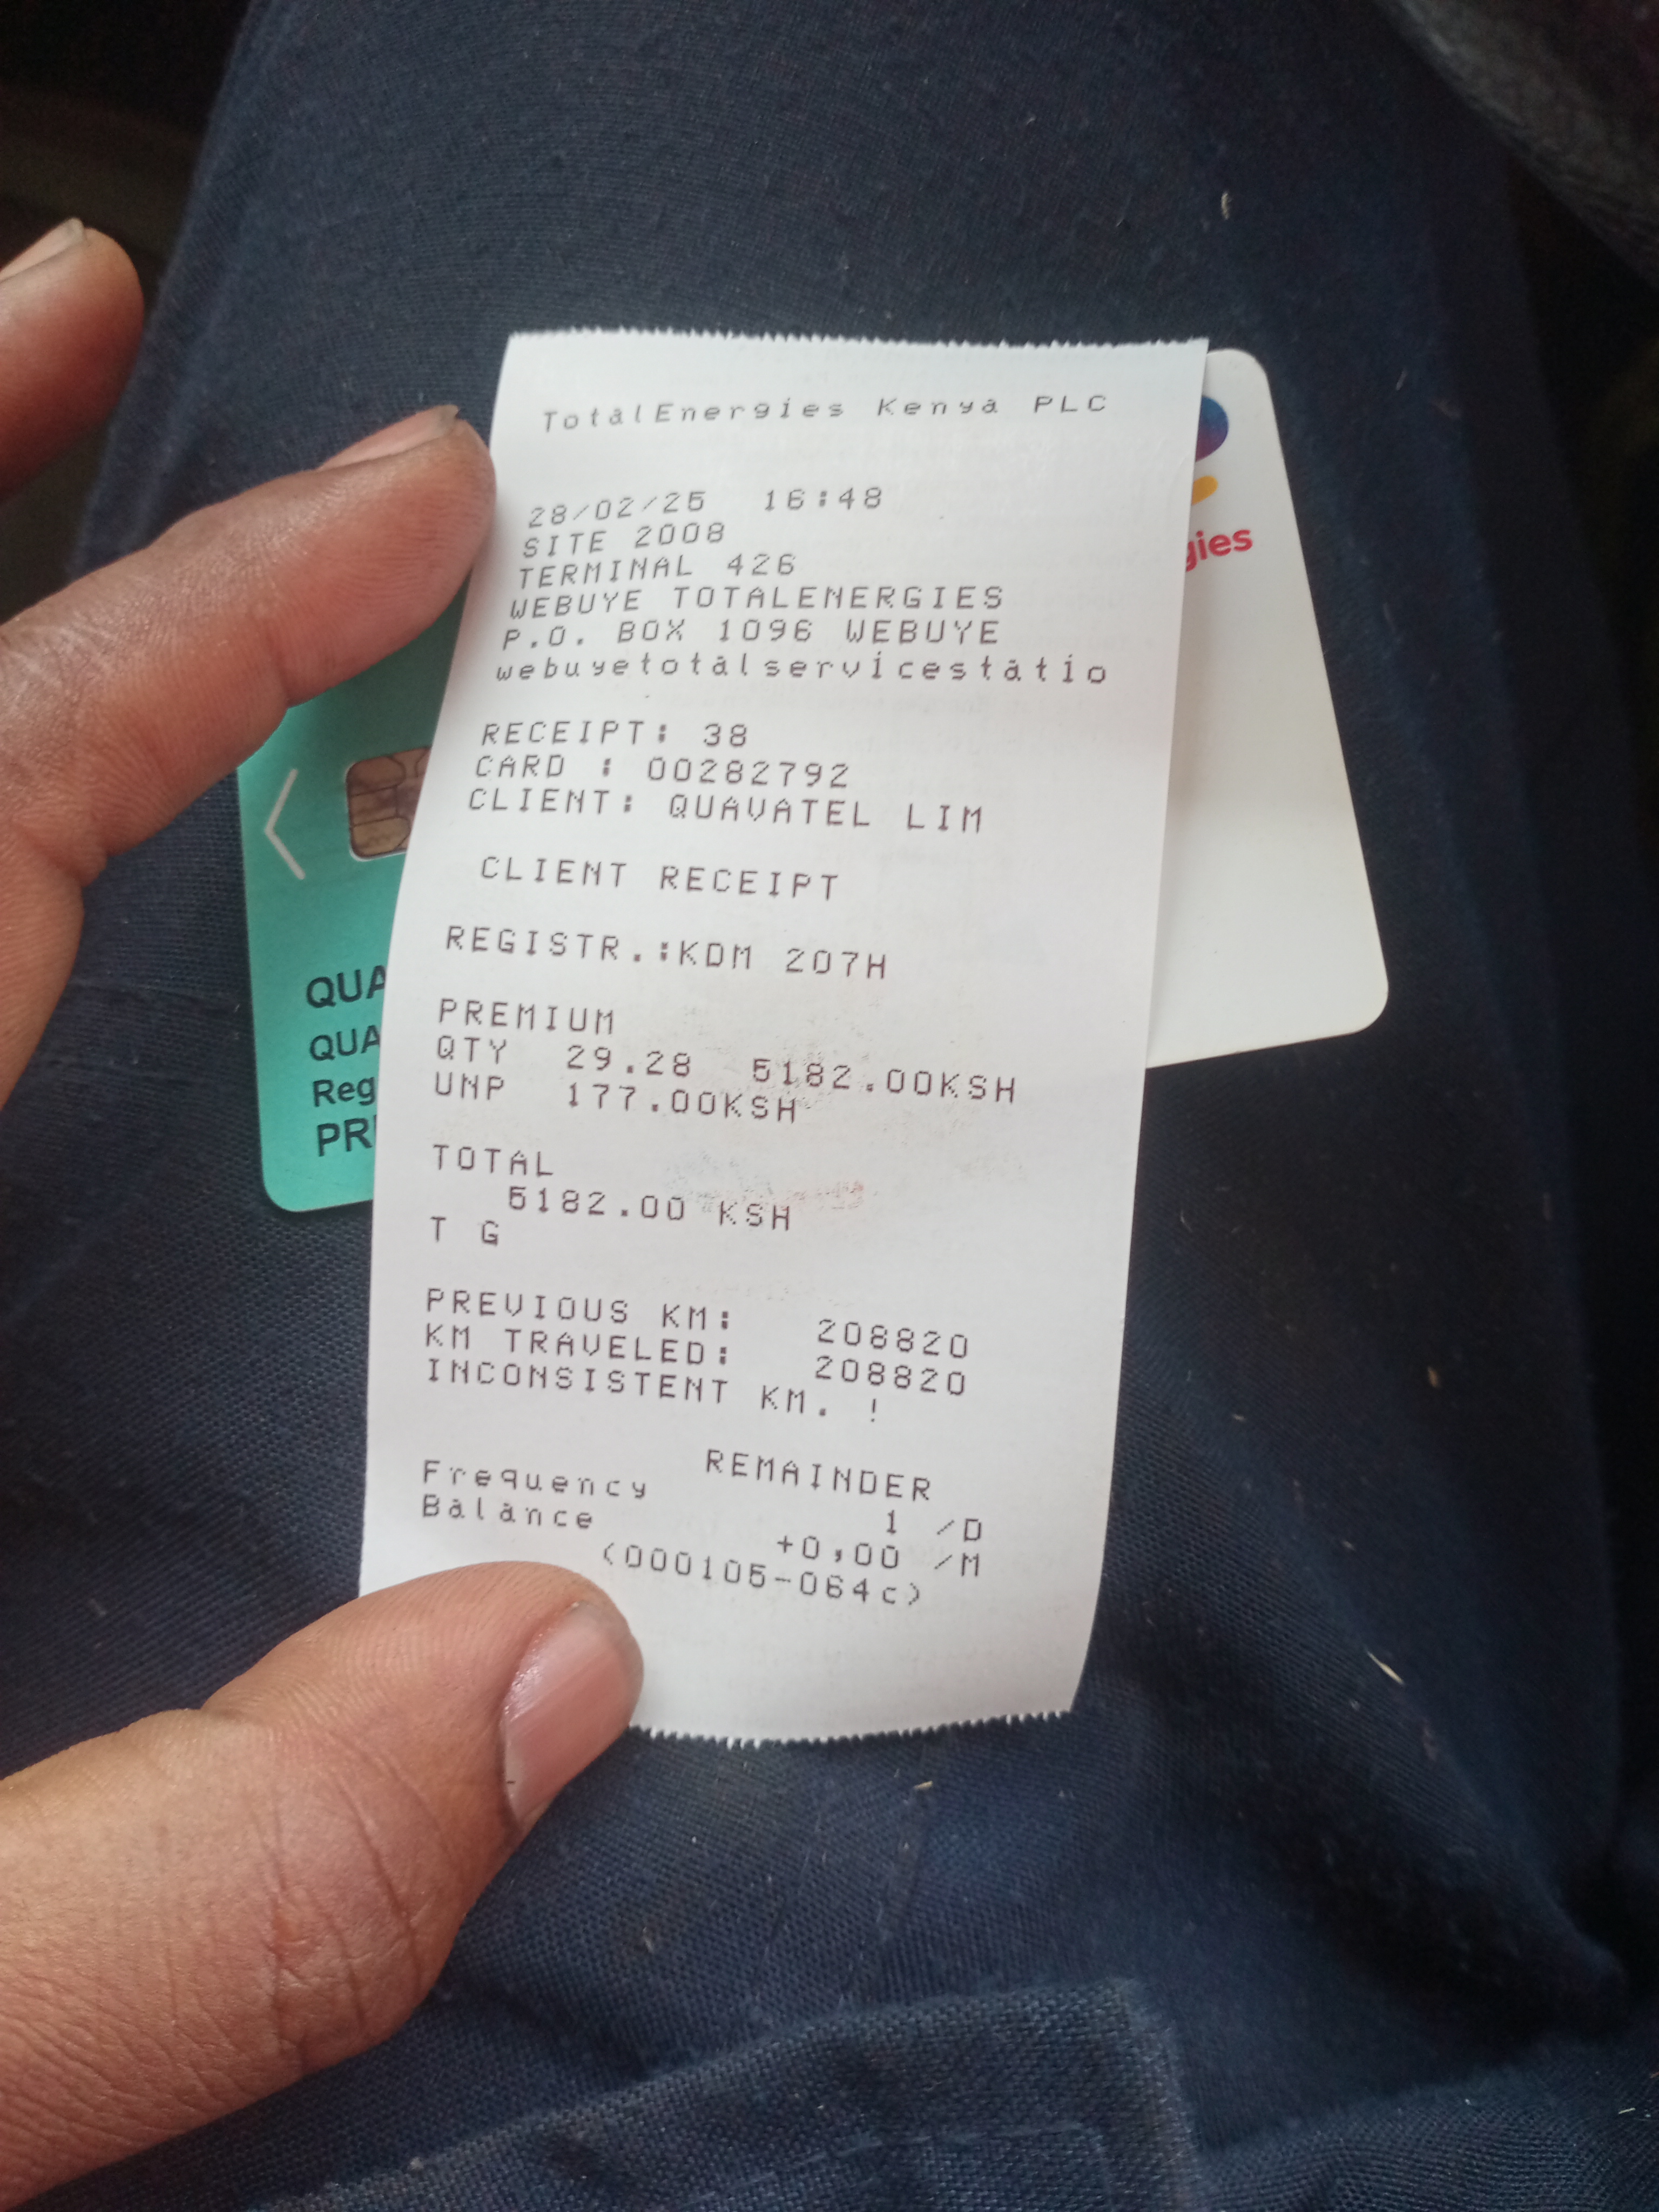 TotalEnergies Kenya PLC
28/02/25 16:48
SITE 2008
TERMINAL 426
WEBUYE TOTALENERGIES
P.O. BOX 1096 WEBUYE
webuyetotalservicestatio
RECEIPT: 38
CARD : 00282792
CLIENT: QUAVATEL LIM
CLIENT RECEIPT
REGISTR.:KDM 207H
PREMIUM
QTY 29.28 5182.00KSH
UNP 177.00KSH
TOTAL
5182.00 KSH
T G
PREVIOUS KM: 208820
KM TRAVELED: 208820
INCONSISTENT KM. !
REMAINDER
Frequency 1 /D
Balance +0,00 /M
(000105-064c)
gies
QUA
QUA
Reg
PR